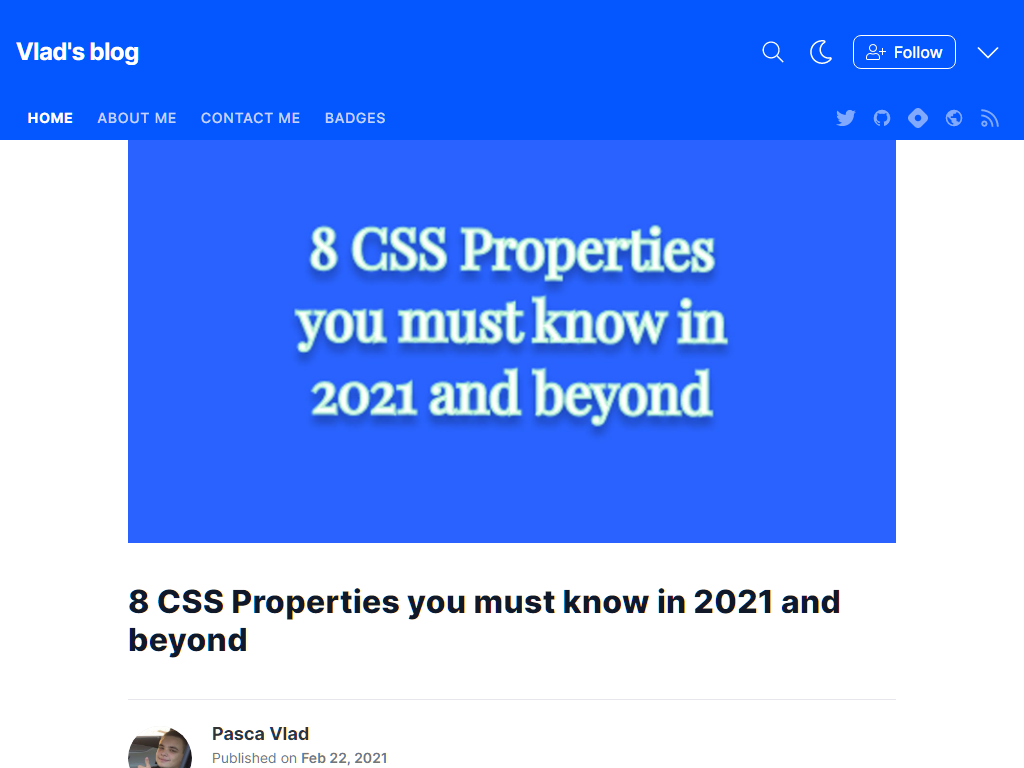 Vlad's blog
Follow
HOME ABOUT ME CONTACT ME BADGES
8 CSS Properties
you must know in
2021 and beyond
8 CSS Properties you must know in 2021 and
beyond
Pasca Vlad
Published on Feb 22, 2021